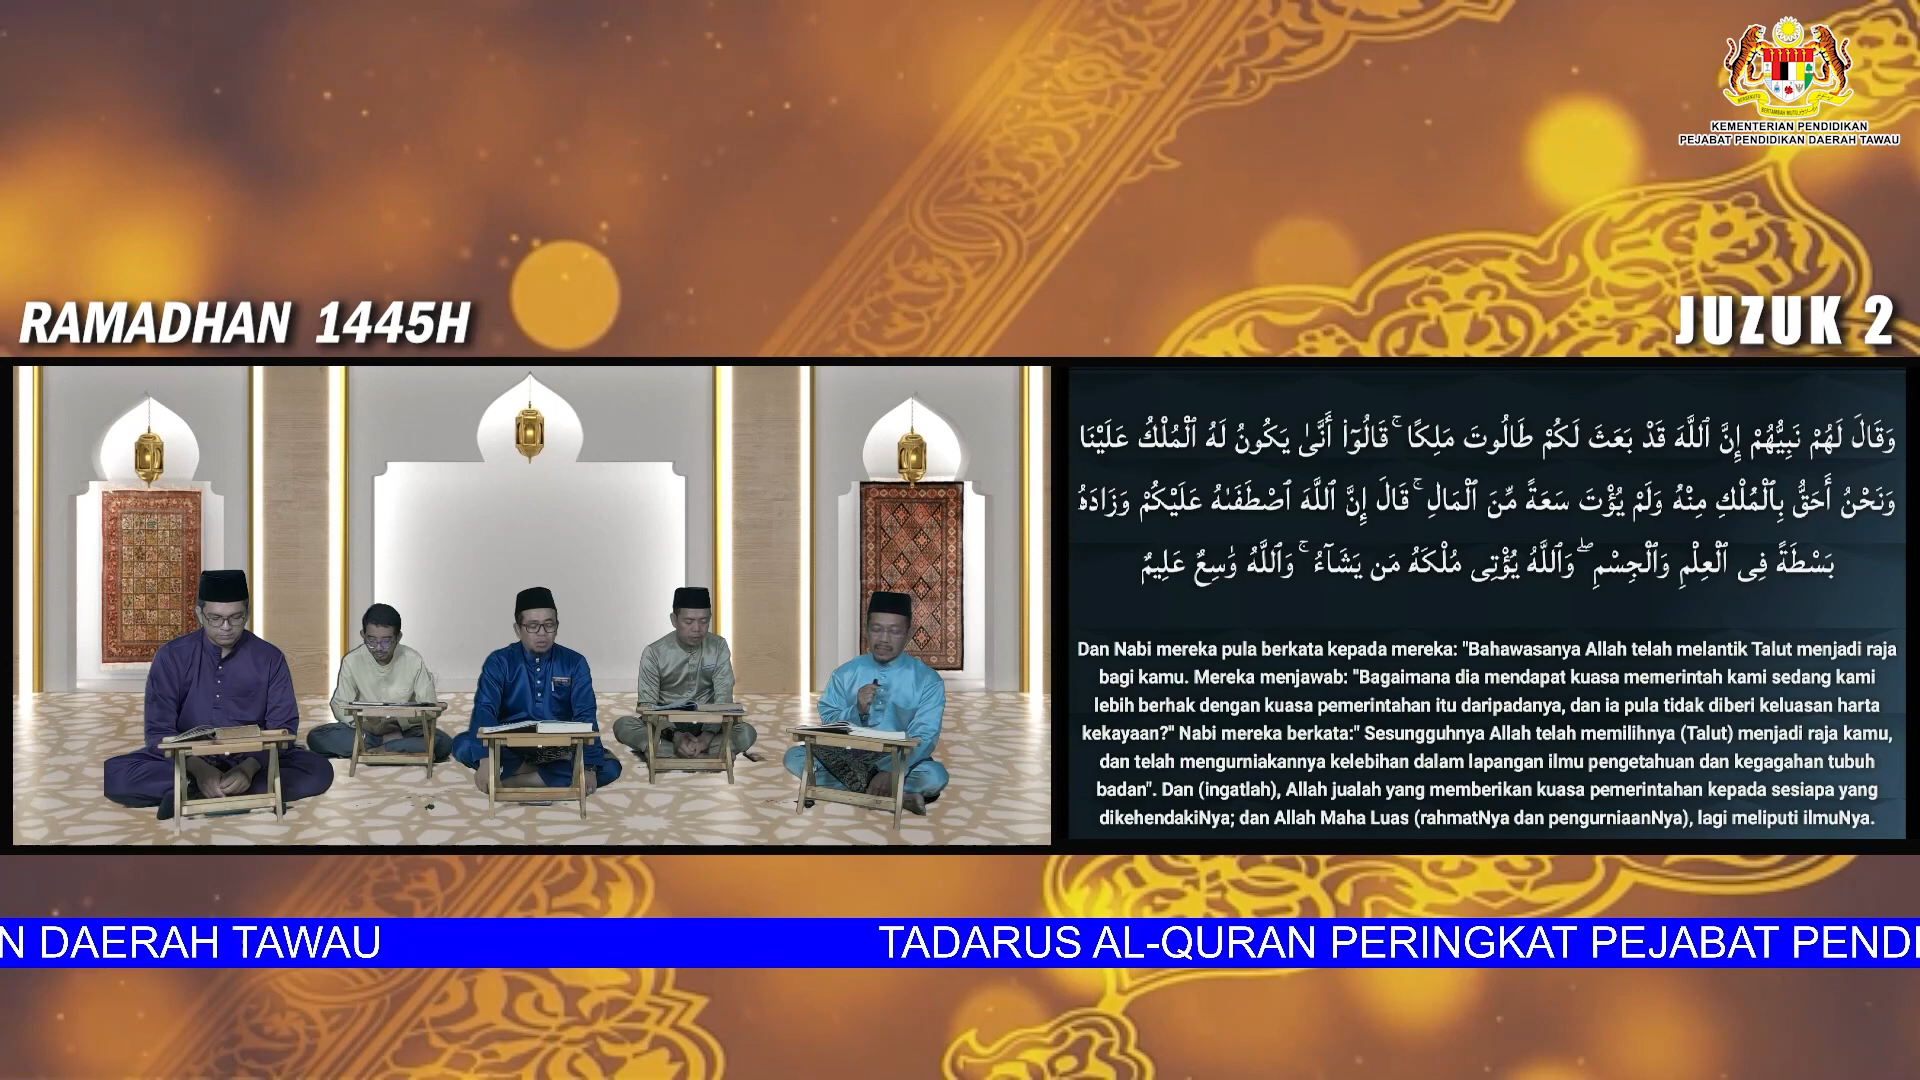 KEMENTERIAN PENDIDIKAN
PEJABAT PENDIDIKAN DAERAH TAWAU
RAMADHAN 1445H
JUZUK 2
وَقَالَ لَهُمْ نَبِيُّهُمْ إِنَّ ٱللَّهَ قَدْ بَعَثَ لَكُمْ طَالُوتَ مَلِكًا ۚ قَالُوٓا۟ أَنَّىٰ يَكُونُ لَهُ ٱلْمُلْكُ عَلَيْنَا
وَنَحْنُ أَحَقُّ بِٱلْمُلْكِ مِنْهُ وَلَمْ يُؤْتَ سَعَةً مِّنَ ٱلْمَالِ ۚ قَالَ إِنَّ ٱللَّهَ ٱصْطَفَىٰهُ عَلَيْكُمْ وَزَادَهُ
بَسْطَةً فِى ٱلْعِلْمِ وَٱلْجِسْمِ ۖ وَٱللَّهُ يُؤْتِى مُلْكَهُ مَن يَشَآءُ ۚ وَٱللَّهُ وَٰسِعٌ عَلِيمٌ
Dan Nabi mereka pula berkata kepada mereka: "Bahawasanya Allah telah melantik Talut menjadi raja
bagi kamu. Mereka menjawab: "Bagaimana dia mendapat kuasa memerintah kami sedang kami
lebih berhak dengan kuasa pemerintahan itu daripadanya, dan ia pula tidak diberi keluasan harta
kekayaan?" Nabi mereka berkata:" Sesungguhnya Allah telah memilihnya (Talut) menjadi raja kamu,
dan telah mengurniakannya kelebihan dalam lapangan ilmu pengetahuan dan kegagahan tubuh
badan". Dan (ingatlah), Allah jualah yang memberikan kuasa pemerintahan kepada sesiapa yang
dikehendakiNya; dan Allah Maha Luas (rahmatNya dan pengurniaanNya), lagi meliputi ilmuNya.
N DAERAH TAWAU
TADARUS AL-QURAN PERINGKAT PEJABAT PENDI